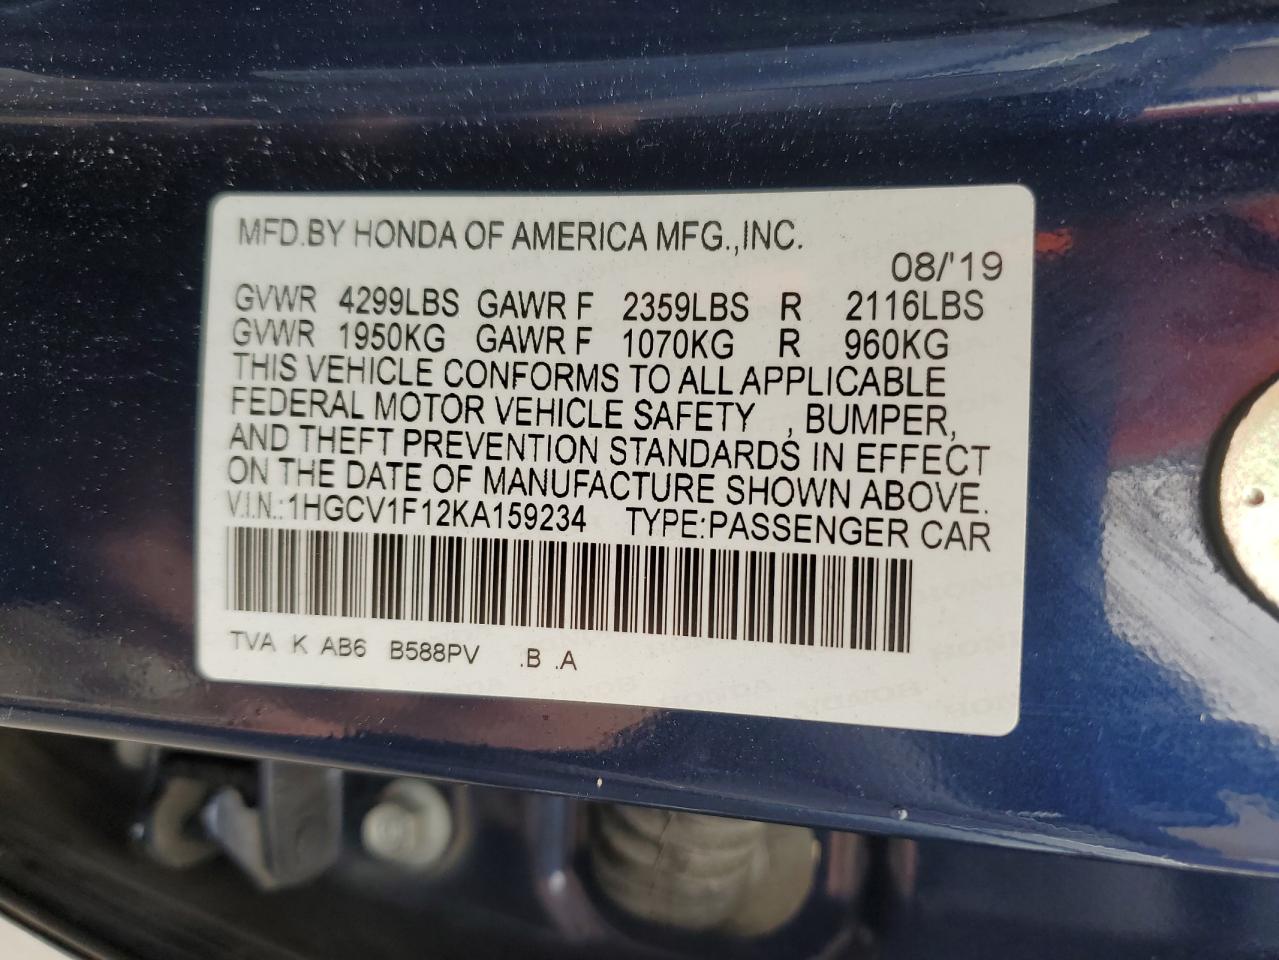 MFD.BY HONDA OF AMERICA MFG.,INC.
08/'19
GVWR 4299LBS GAWR F 2359LBS R 2116LBS
GVWR 1950KG GAWR F 1070KG R 960KG
THIS VEHICLE CONFORMS TO ALL APPLICABLE
FEDERAL MOTOR VEHICLE SAFETY , BUMPER,
AND THEFT PREVENTION STANDARDS IN EFFECT
ON THE DATE OF MANUFACTURE SHOWN ABOVE.
V.I.N.:1HGCV1F12KA159234 TYPE:PASSENGER CAR
TVA K AB6 B588PV .B .A